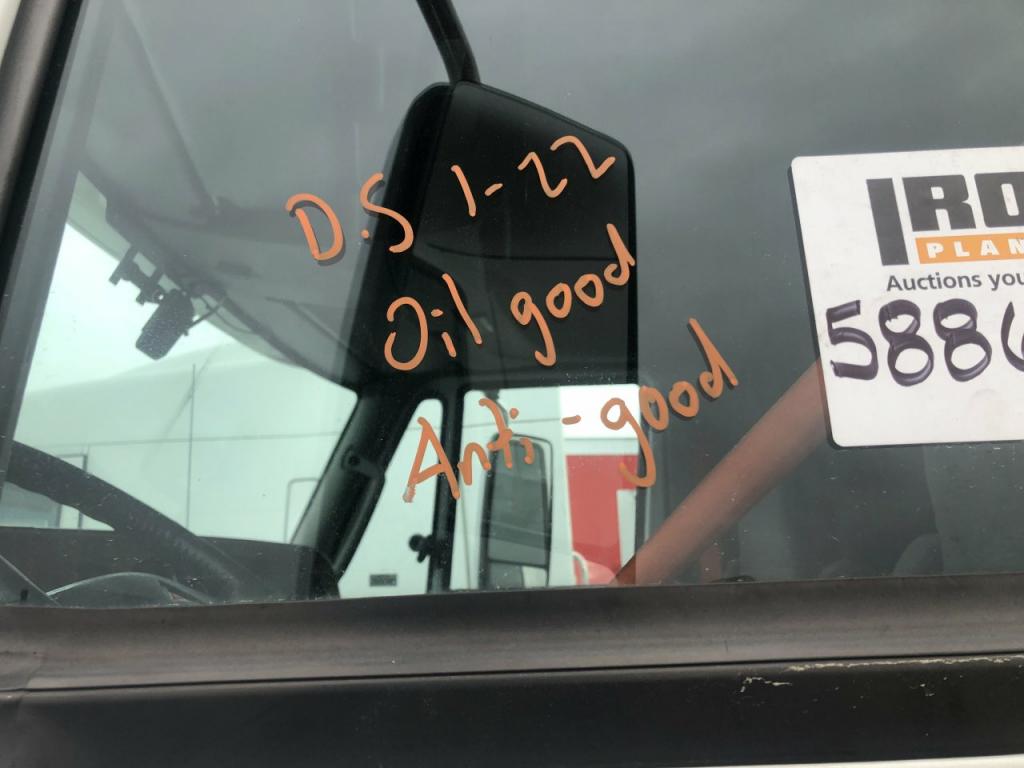 D.S 1-22
Oil good
Anti-good
IRO
PLAN
Auctions you
5886